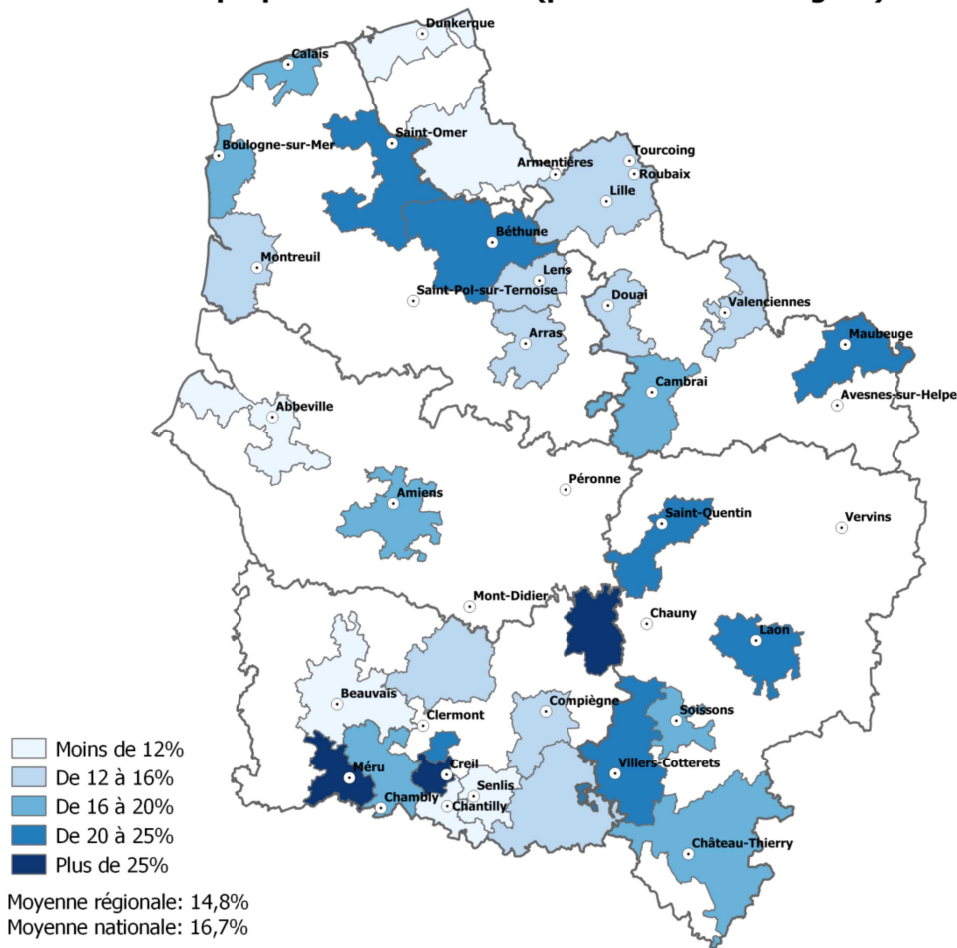 Dunkerque
Calais
Saint-Omer
Boulogne-sur-Mer
Tourcoing
Armentières
Roubaix
Lille
Béthune
Montreuil
Lens
Saint-Pol-sur-Ternoise
Douai
Valenciennes
Arras
Maubeuge
Cambrai
Avesnes-sur-Helpe
Abbeville
Péronne
Amiens
Saint-Quentin
Vervins
Mont-Didier
Chauny
Laon
Beauvais
Compiègne
Clermont
Soissons
Moins de 12%
De 12 à 16%
De 16 à 20%
De 20 à 25%
Plus de 25%
Méru
Creil
Senlis
Villers-Cotterets
Chambly
Chantilly
Château-Thierry
Moyenne régionale: 14,8%
Moyenne nationale: 16,7%